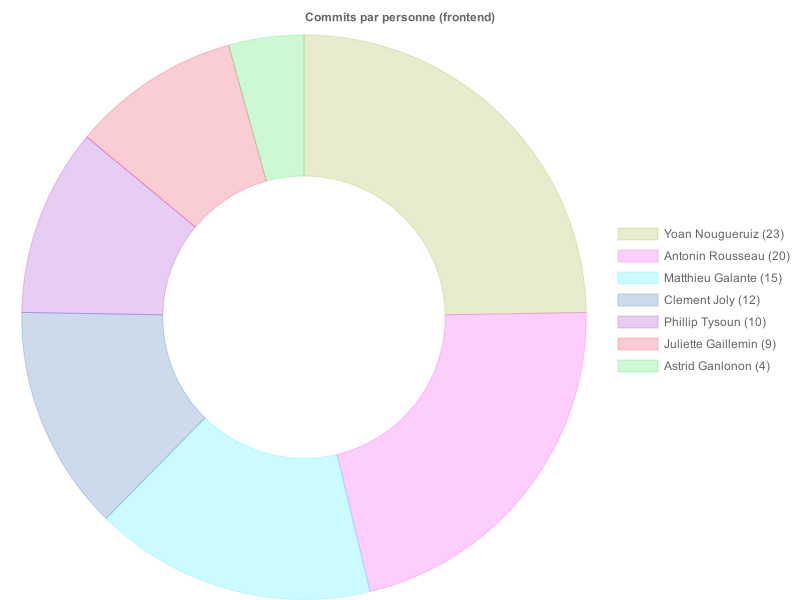 Commits par personne (frontend)
Yoan Nougueruiz (23)
Antonin Rousseau (20)
Matthieu Galante (15)
Clement Joly (12)
Phillip Tysoun (10)
Juliette Gaillemin (9)
Astrid Ganlonon (4)